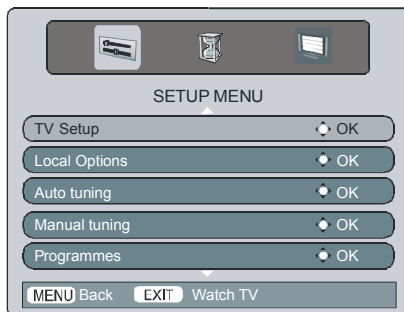 SETUP MENU
TV Setup OK
Local Options OK
Auto tuning OK
Manual tuning OK
Programmes OK
MENU Back EXIT Watch TV